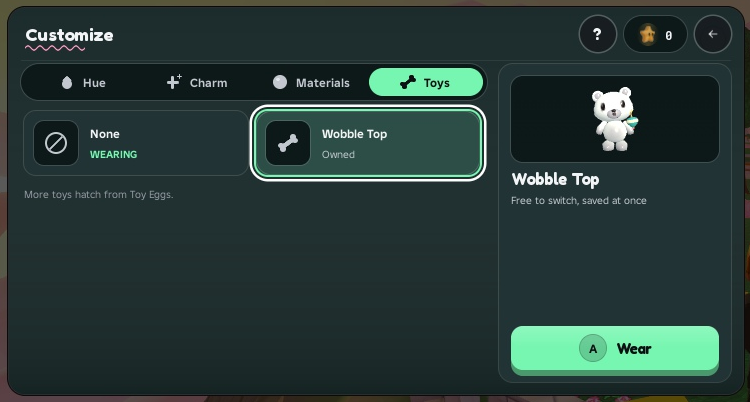 Customize
?
0
Hue
Charm
Materials
Toys
None
WEARING
Wobble Top
Owned
More toys hatch from Toy Eggs.
Wobble Top
Free to switch, saved at once
A Wear